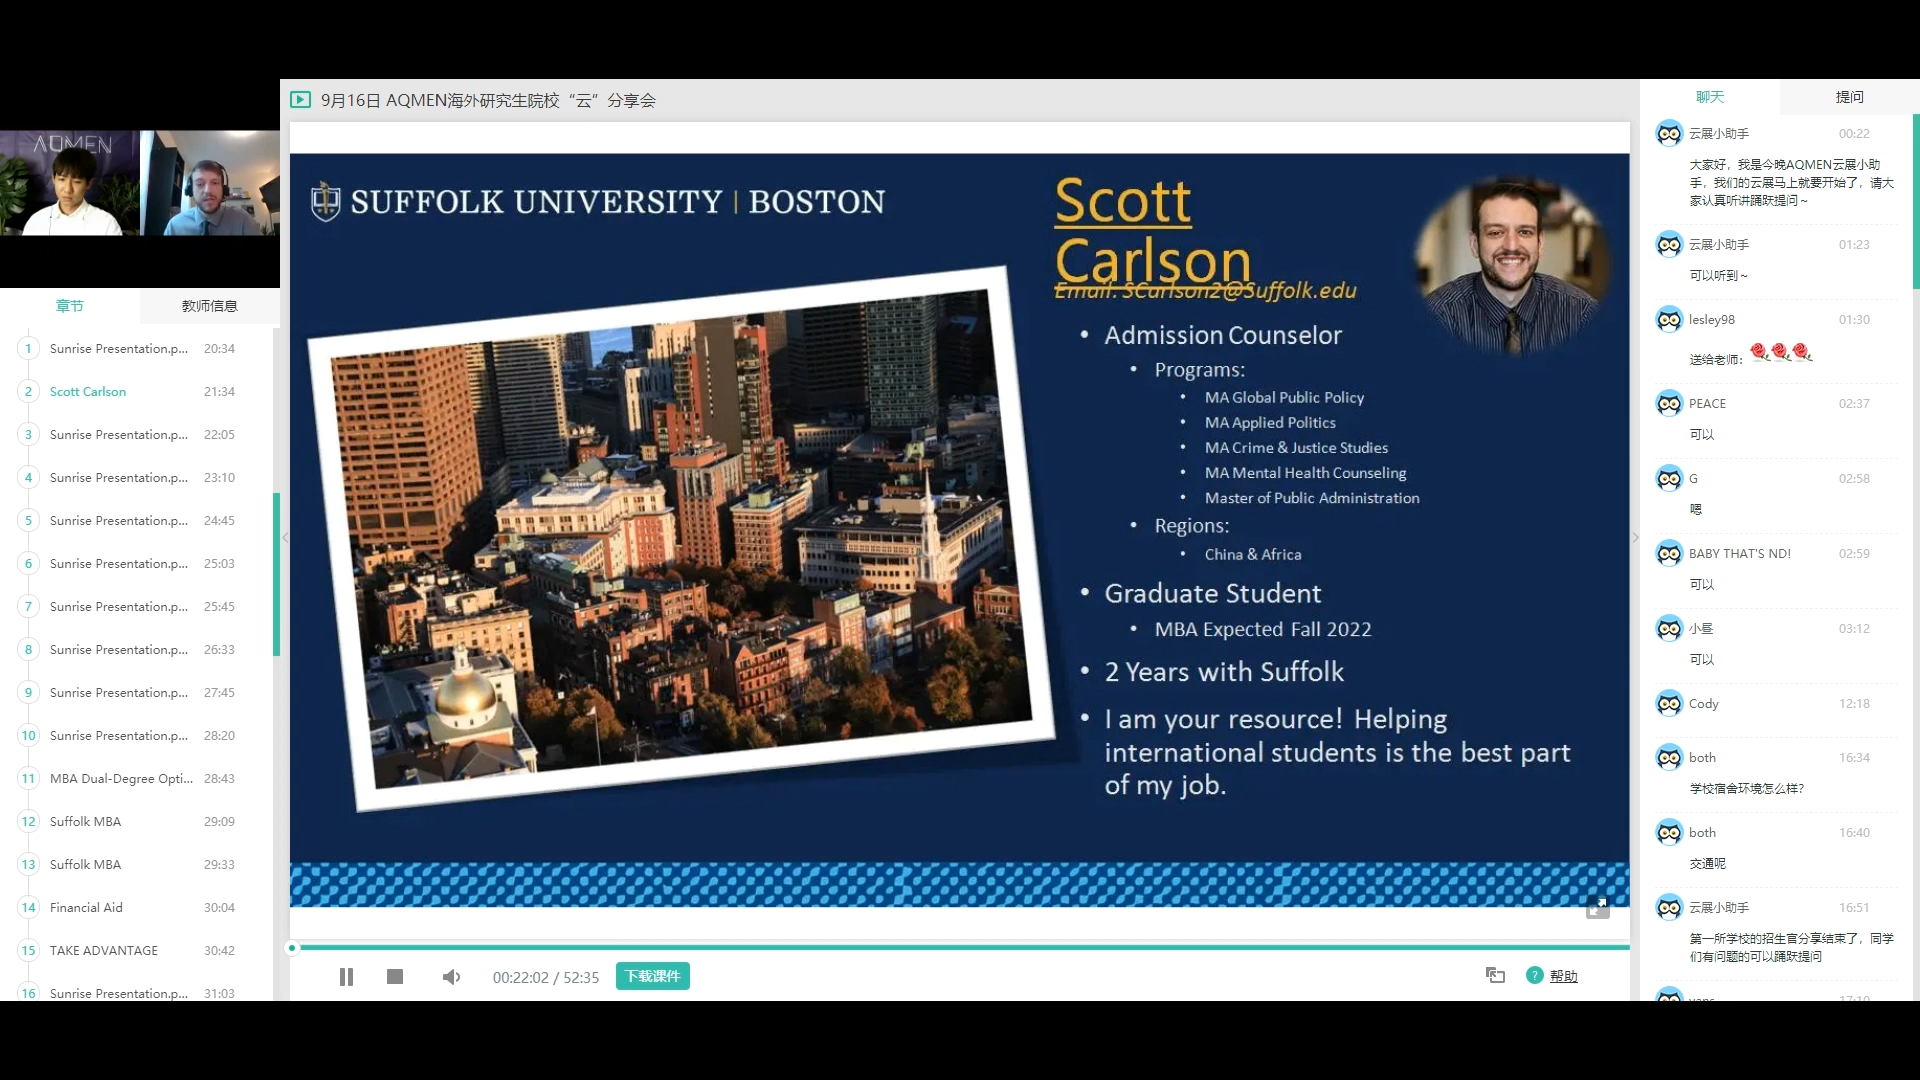 9月16日 AQMEN海外研究生院校“云”分享会
AQMEN
章节
教师信息
1 Sunrise Presentation.p... 20:34
2 Scott Carlson 21:34
3 Sunrise Presentation.p... 22:05
4 Sunrise Presentation.p... 23:10
5 Sunrise Presentation.p... 24:45
6 Sunrise Presentation.p... 25:03
7 Sunrise Presentation.p... 25:45
8 Sunrise Presentation.p... 26:33
9 Sunrise Presentation.p... 27:45
10 Sunrise Presentation.p... 28:20
11 MBA Dual-Degree Opti... 28:43
12 Suffolk MBA 29:09
13 Suffolk MBA 29:33
14 Financial Aid 30:04
15 TAKE ADVANTAGE 30:42
16 Sunrise Presentation.p... 31:03
SUFFOLK UNIVERSITY | BOSTON
Scott
Carlson
Email: SCarlson2@Suffolk.edu
• Admission Counselor
• Programs:
• MA Global Public Policy
• MA Applied Politics
• MA Crime & Justice Studies
• MA Mental Health Counseling
• Master of Public Administration
• Regions:
• China & Africa
• Graduate Student
• MBA Expected Fall 2022
• 2 Years with Suffolk
• I am your resource! Helping
international students is the best part
of my job.
00:22:02 / 52:35
下载课件
? 帮助
聊天
提问
云展小助手 00:22
大家好，我是今晚AQMEN云展小助
手，我们的云展马上就要开始了，请大
家认真听讲踊跃提问～
云展小助手 01:23
可以听到～
lesley98 01:30
送给老师：
PEACE 02:37
可以
G 02:58
嗯
BABY THAT'S ND! 02:59
可以
小昼 03:12
可以
Cody 12:18
both 16:34
学校宿舍环境怎么样？
both 16:40
交通呢
云展小助手 16:51
第一所学校的招生官分享结束了，同学
们有问题的可以踊跃提问
17:10